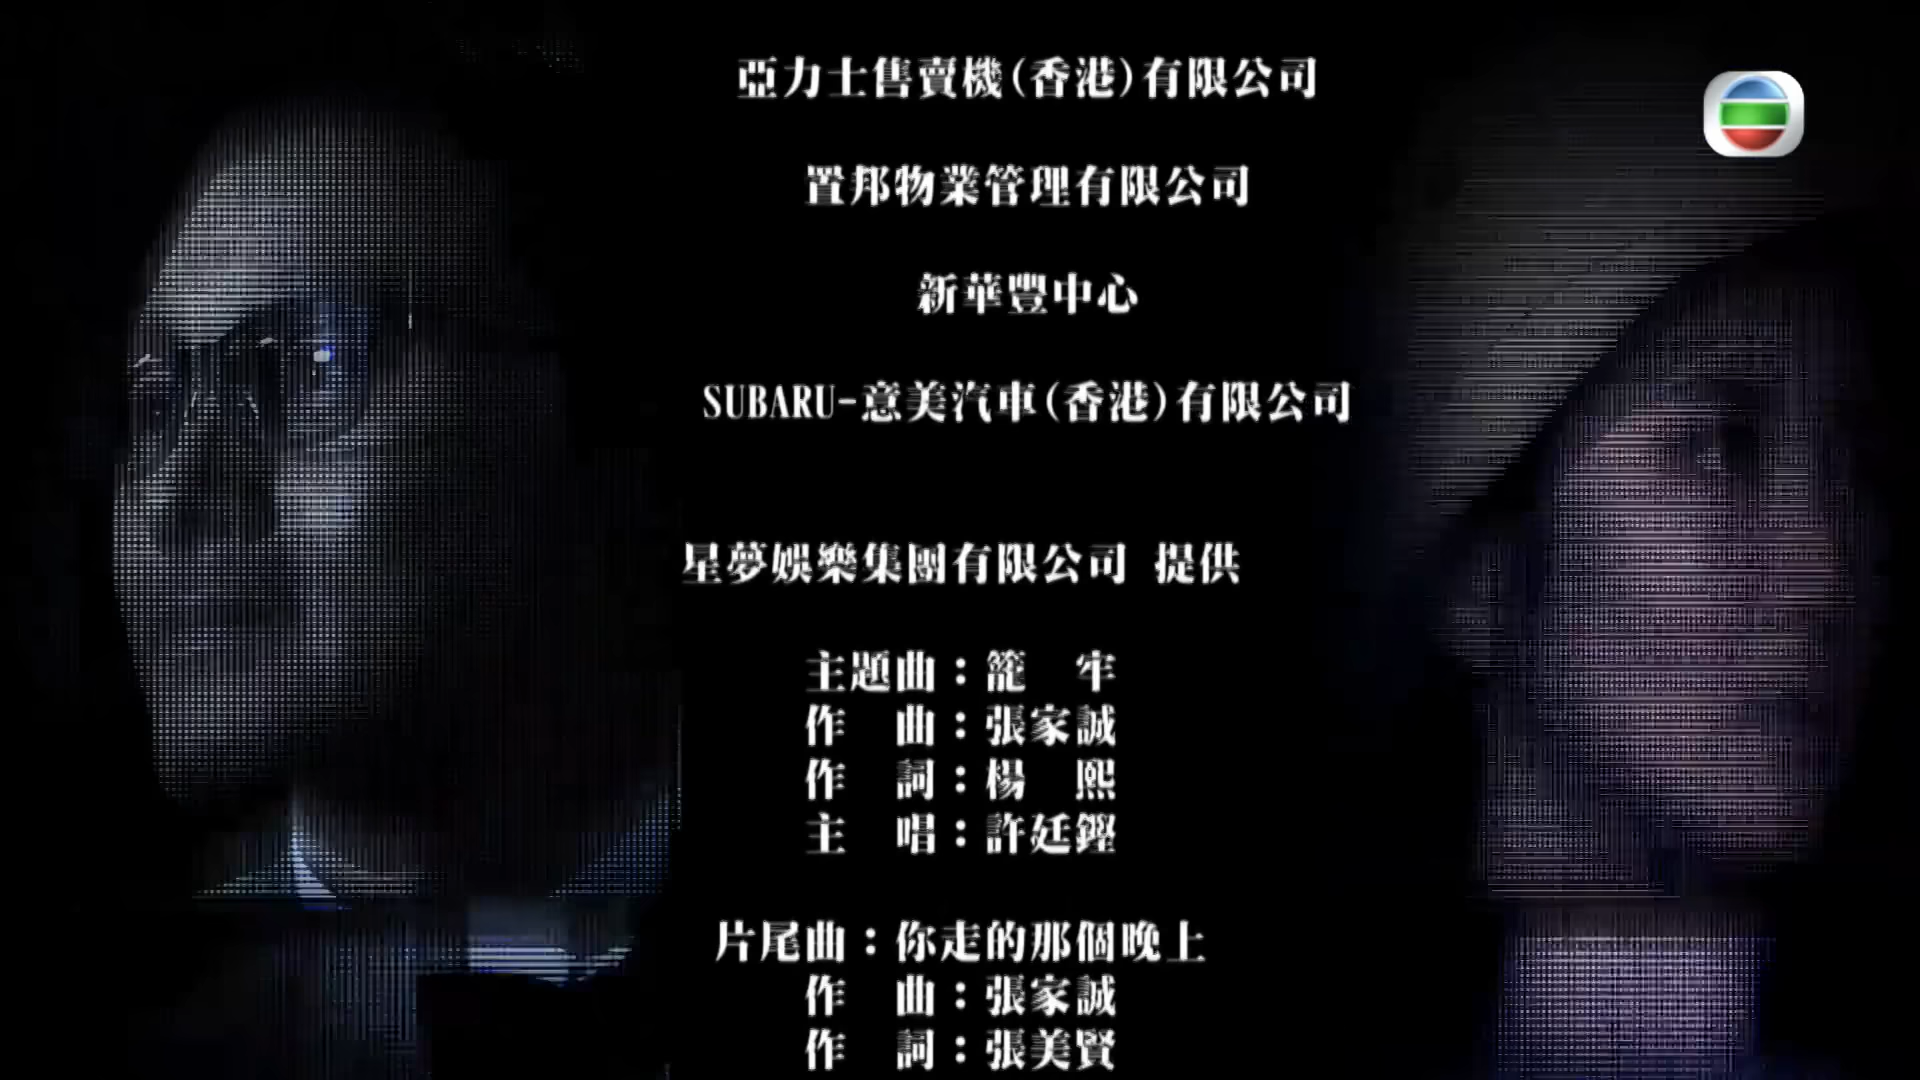 亞力士售賣機(香港)有限公司
置邦物業管理有限公司
新華豐中心
SUBARU-意美汽車(香港)有限公司
星夢娛樂集團有限公司 提供
主題曲：籠　牢
作　曲：張家誠
作　詞：楊　熙
主　唱：許廷鏗
片尾曲：你走的那個晚上
作　曲：張家誠
作　詞：張美賢